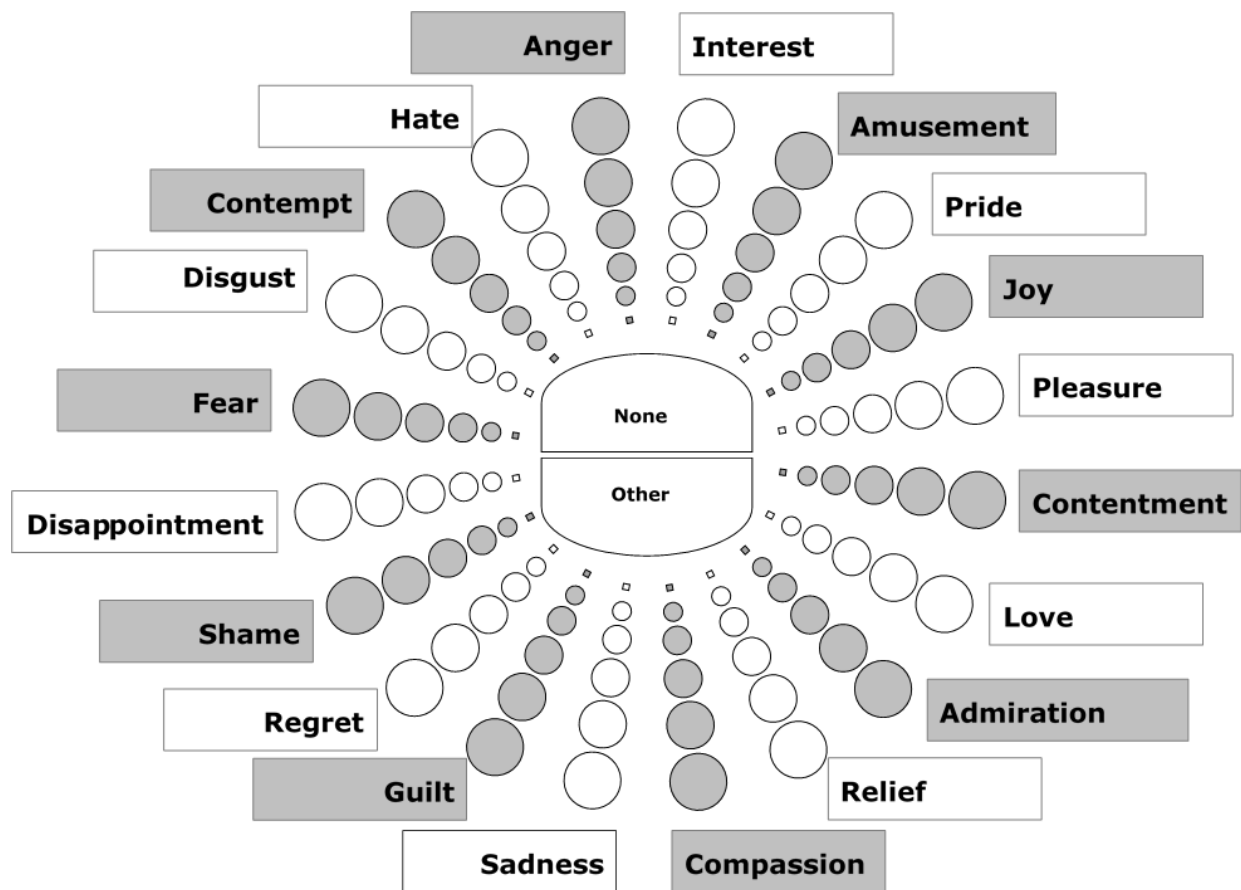 Anger
Interest
Hate
Amusement
Contempt
Pride
Disgust
Joy
Fear
Pleasure
None
Other
Disappointment
Contentment
Shame
Love
Regret
Admiration
Guilt
Relief
Sadness
Compassion